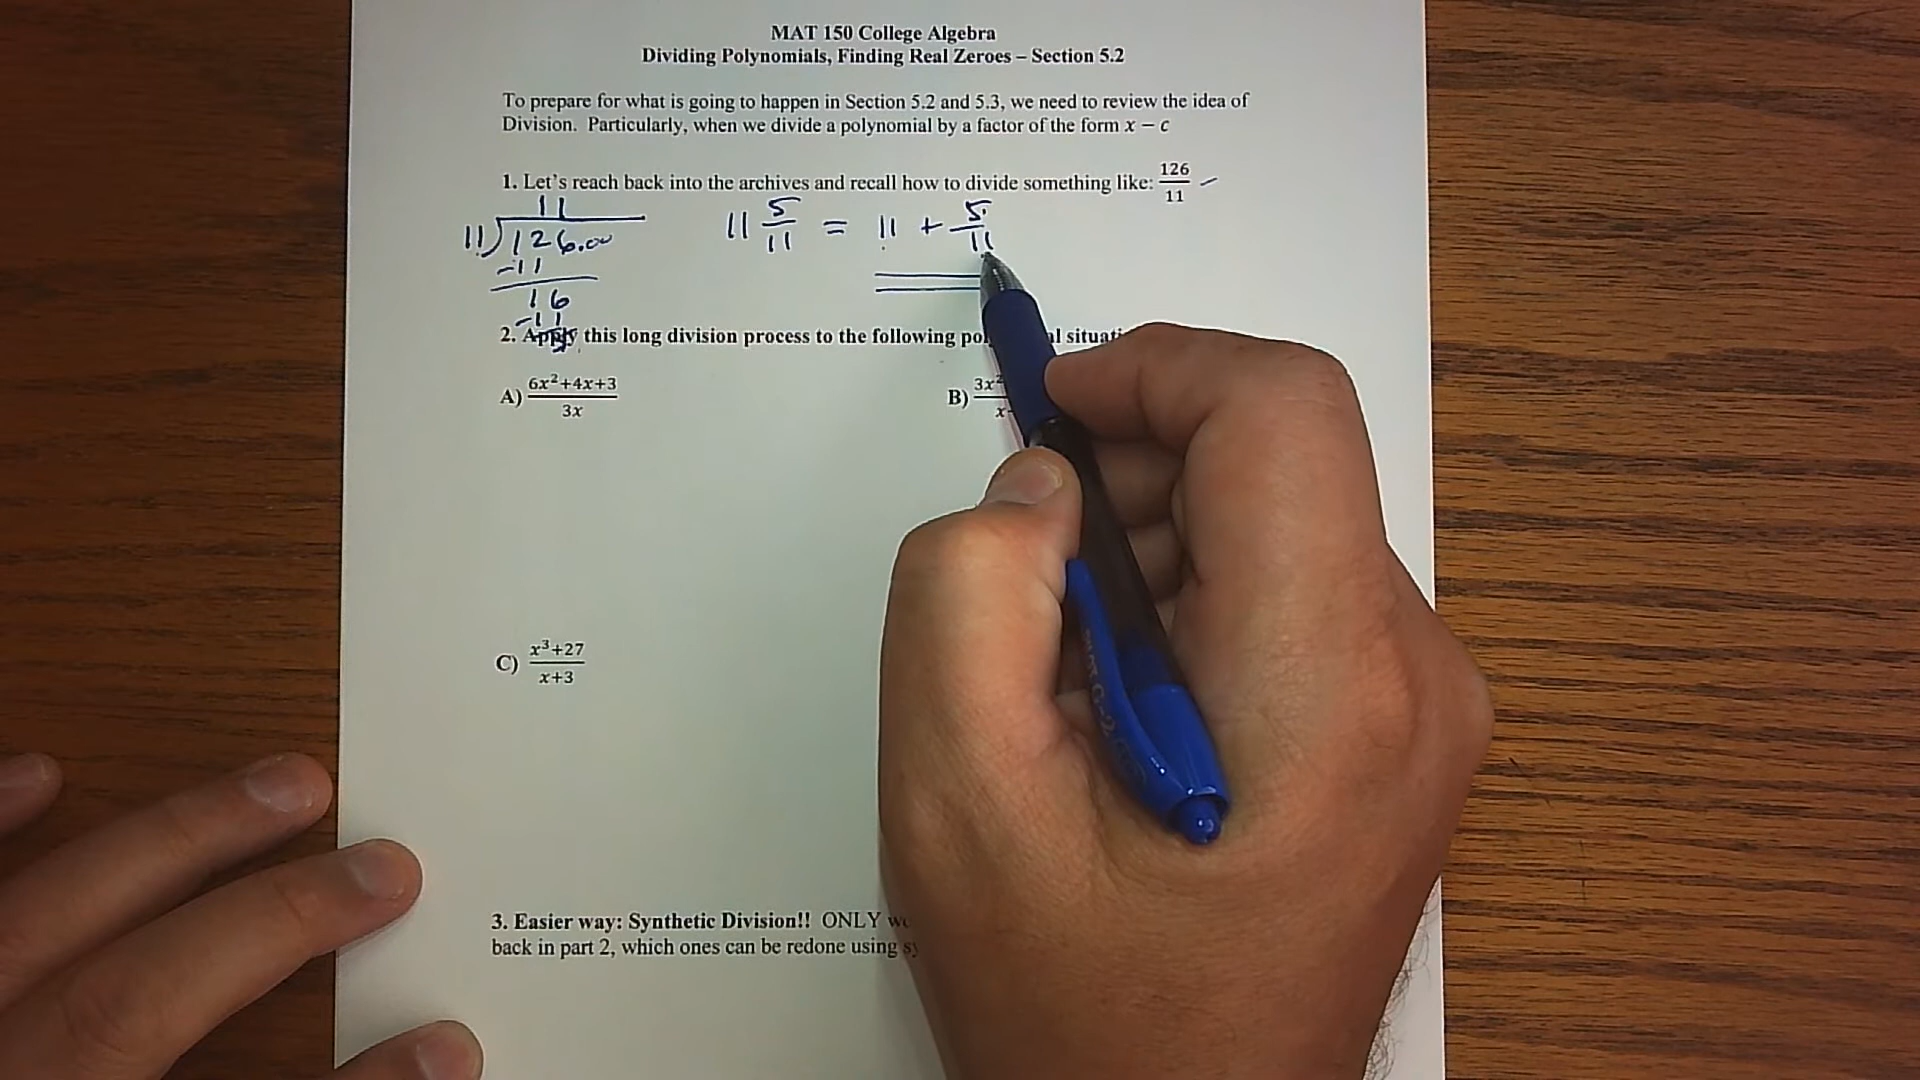 MAT 150 College Algebra
Dividing Polynomials, Finding Real Zeroes – Section 5.2
To prepare for what is going to happen in Section 5.2 and 5.3, we need to review the idea of
Division. Particularly, when we divide a polynomial by a factor of the form x − c
1. Let's reach back into the archives and recall how to divide something like: 126/11
11
11)126.00
-11
16
-11
5
11 5/11 = 11 + 5/11
2. Apply this long division process to the following
A) 6x²+4x+3 / 3x
B) 3x²
x
C) x³+27 / x+3
3. Easier way: Synthetic Division!! ONLY
back in part 2, which ones can be redone using
G-2